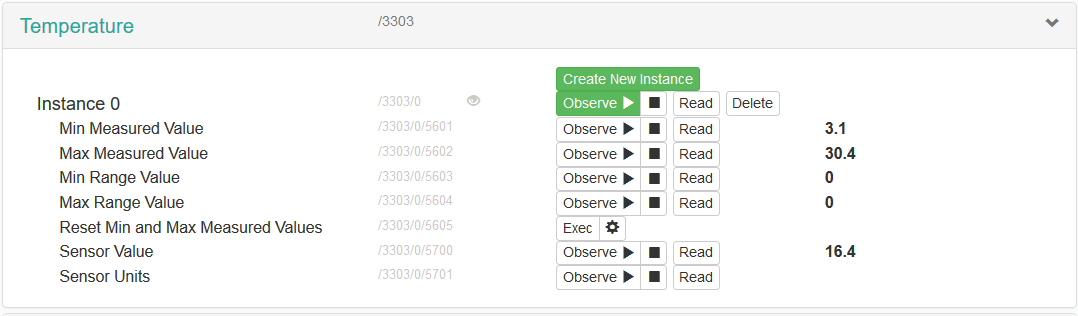 Temperature /3303
Create New Instance
Instance 0 /3303/0 Observe Read Delete
Min Measured Value /3303/0/5601 Observe Read 3.1
Max Measured Value /3303/0/5602 Observe Read 30.4
Min Range Value /3303/0/5603 Observe Read 0
Max Range Value /3303/0/5604 Observe Read 0
Reset Min and Max Measured Values /3303/0/5605 Exec
Sensor Value /3303/0/5700 Observe Read 16.4
Sensor Units /3303/0/5701 Observe Read